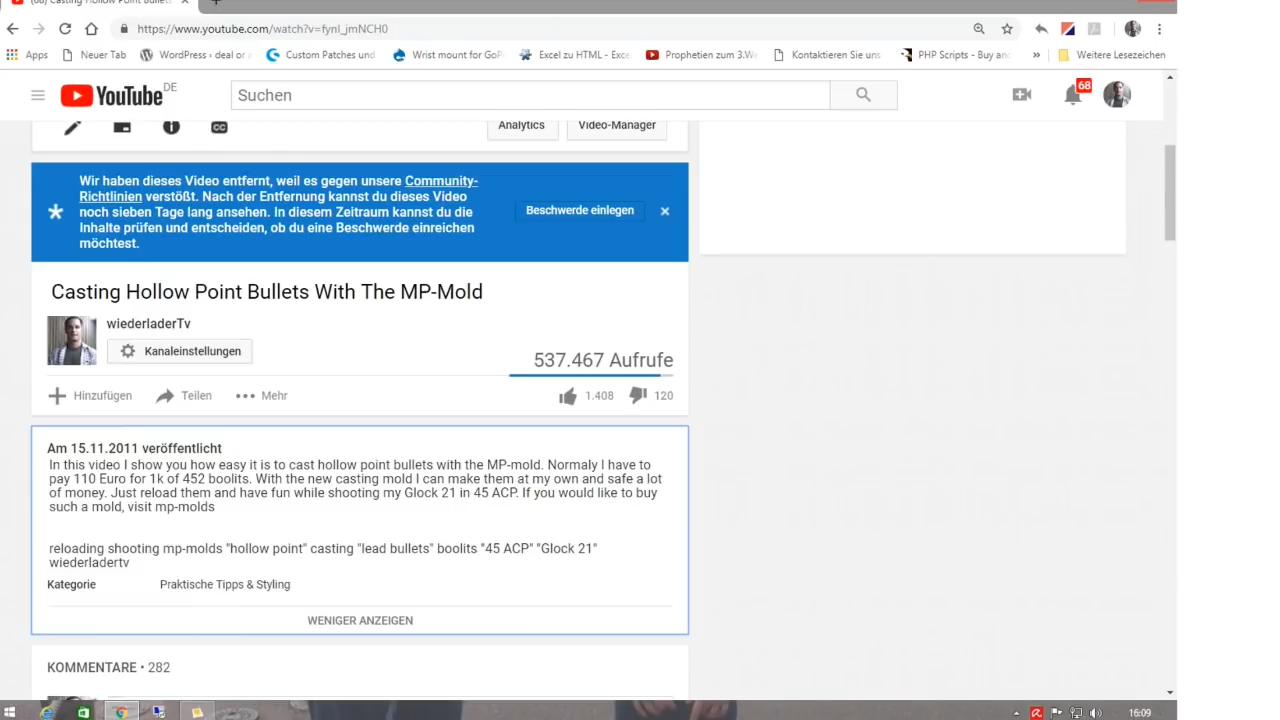 (68) Casting Hollow Point Bullets
https://www.youtube.com/watch?v=fynI_jmNCH0
Apps
Neuer Tab
WordPress › deal or
Custom Patches und
Wrist mount for GoP
Excel zu HTML - Exce
Prophetien zum 3.We
Kontaktieren Sie uns
PHP Scripts - Buy and
»
Weitere Lesezeichen
YouTube DE
Suchen
68
CC
Analytics
Video-Manager
Wir haben dieses Video entfernt, weil es gegen unsere Community-
Richtlinien verstößt. Nach der Entfernung kannst du dieses Video
noch sieben Tage lang ansehen. In diesem Zeitraum kannst du die
Inhalte prüfen und entscheiden, ob du eine Beschwerde einreichen
möchtest.
Beschwerde einlegen
Casting Hollow Point Bullets With The MP-Mold
wiederladerTv
Kanaleinstellungen
537.467 Aufrufe
Hinzufügen
Teilen
Mehr
1.408
120
Am 15.11.2011 veröffentlicht
In this video I show you how easy it is to cast hollow point bullets with the MP-mold. Normaly I have to
pay 110 Euro for 1k of 452 boolits. With the new casting mold I can make them at my own and safe a lot
of money. Just reload them and have fun while shooting my Glock 21 in 45 ACP. If you would like to buy
such a mold, visit mp-molds
reloading shooting mp-molds "hollow point" casting "lead bullets" boolits "45 ACP" "Glock 21"
wiederladertv
Kategorie
Praktische Tipps & Styling
WENIGER ANZEIGEN
KOMMENTARE • 282
16:09